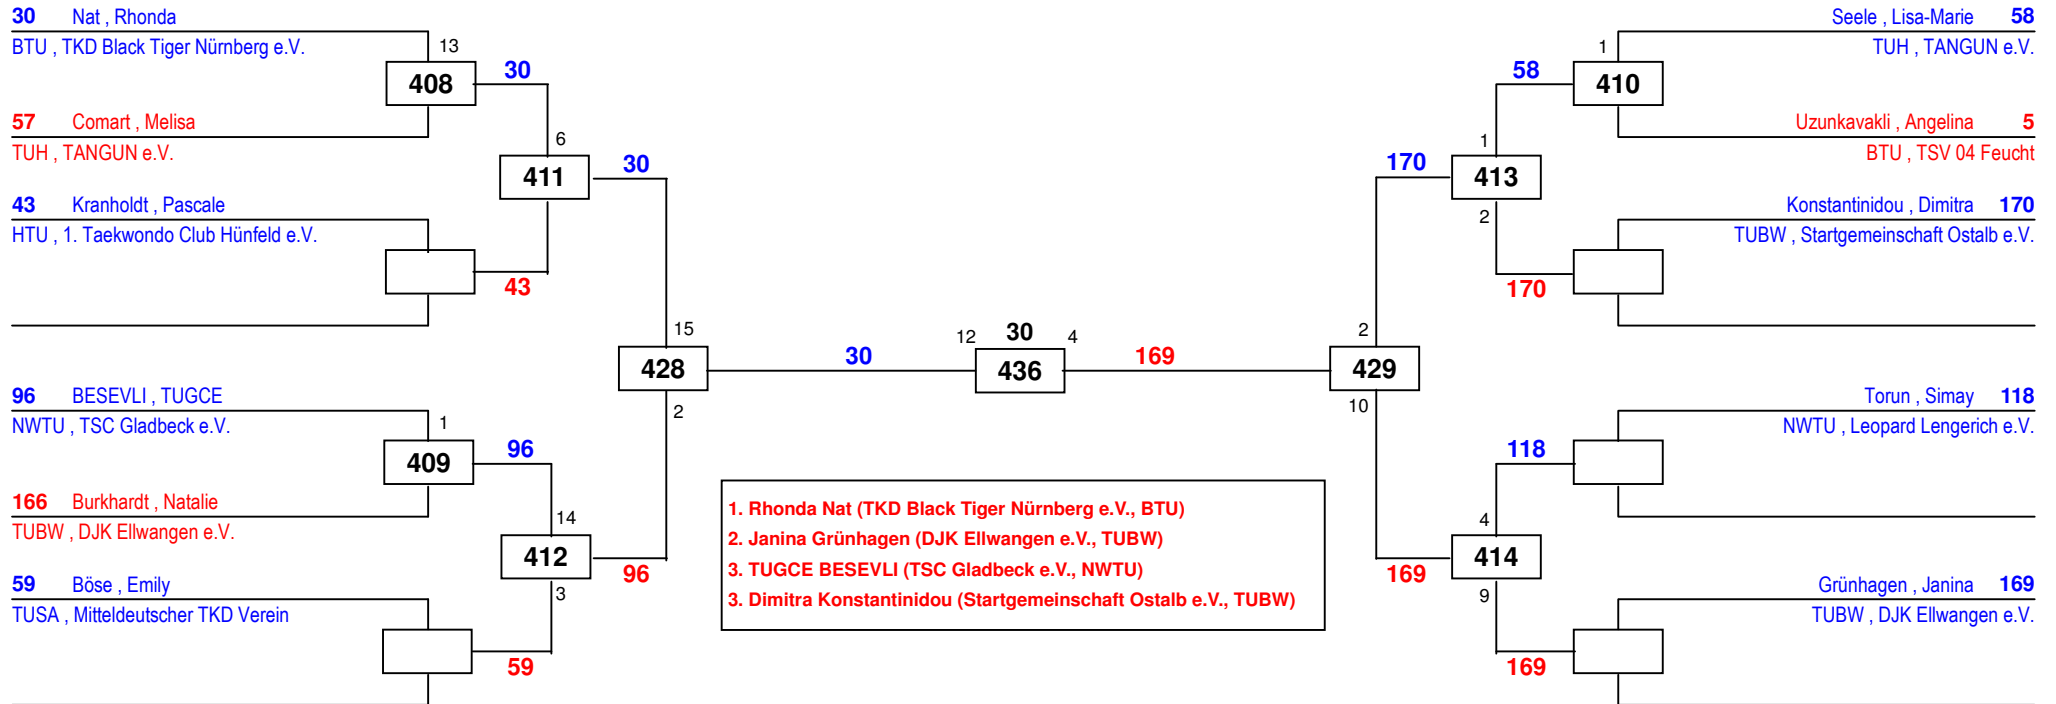 30 Nat , Rhonda
BTU , TKD Black Tiger Nürnberg e.V.
13
408
30
57 Comart , Melisa
TUH , TANGUN e.V.
6
411
30
43 Kranholdt , Pascale
HTU , 1. Taekwondo Club Hünfeld e.V.
43
15
428
30
2
96 BESEVLI , TUGCE
NWTU , TSC Gladbeck e.V.
1
409
96
166 Burkhardt , Natalie
TUBW , DJK Ellwangen e.V.
14
412
96
3
59 Böse , Emily
TUSA , Mitteldeutscher TKD Verein
59
12 30 4
436
169
1. Rhonda Nat (TKD Black Tiger Nürnberg e.V., BTU)
2. Janina Grünhagen (DJK Ellwangen e.V., TUBW)
3. TUGCE BESEVLI (TSC Gladbeck e.V., NWTU)
3. Dimitra Konstantinidou (Startgemeinschaft Ostalb e.V., TUBW)
Seele , Lisa-Marie 58
TUH , TANGUN e.V.
1
58
410
Uzunkavakli , Angelina 5
BTU , TSV 04 Feucht
1
170
413
2
Konstantinidou , Dimitra 170
TUBW , Startgemeinschaft Ostalb e.V.
170
2
429
10
Torun , Simay 118
NWTU , Leopard Lengerich e.V.
118
4
414
169
9
Grünhagen , Janina 169
TUBW , DJK Ellwangen e.V.
169